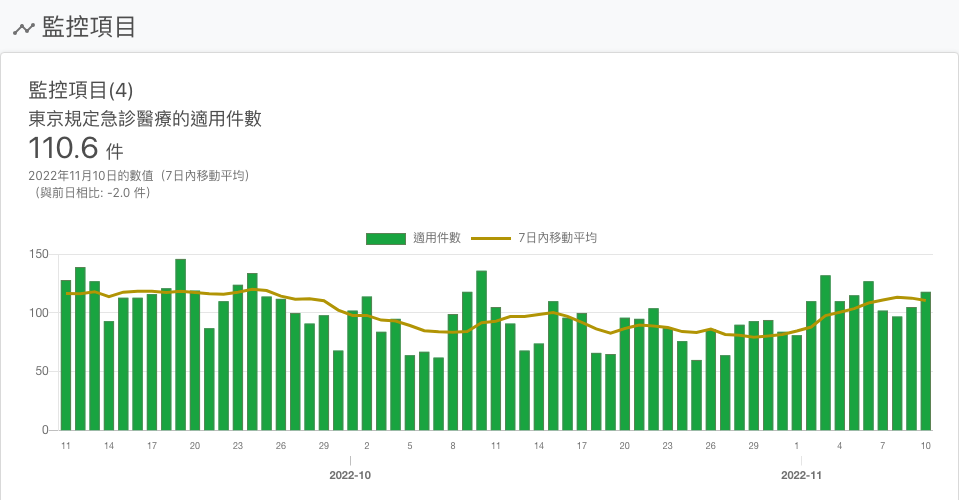 監控項目
監控項目(4)
東京規定急診醫療的適用件數
110.6 件
2022年11月10日的數值（7日內移動平均）
（與前日相比: -2.0 件）
適用件數 7日內移動平均
150
100
50
0
11 14 17 20 23 26 29 2 5 8 11 14 17 20 23 26 29 1 4 7 10
2022-10 2022-11